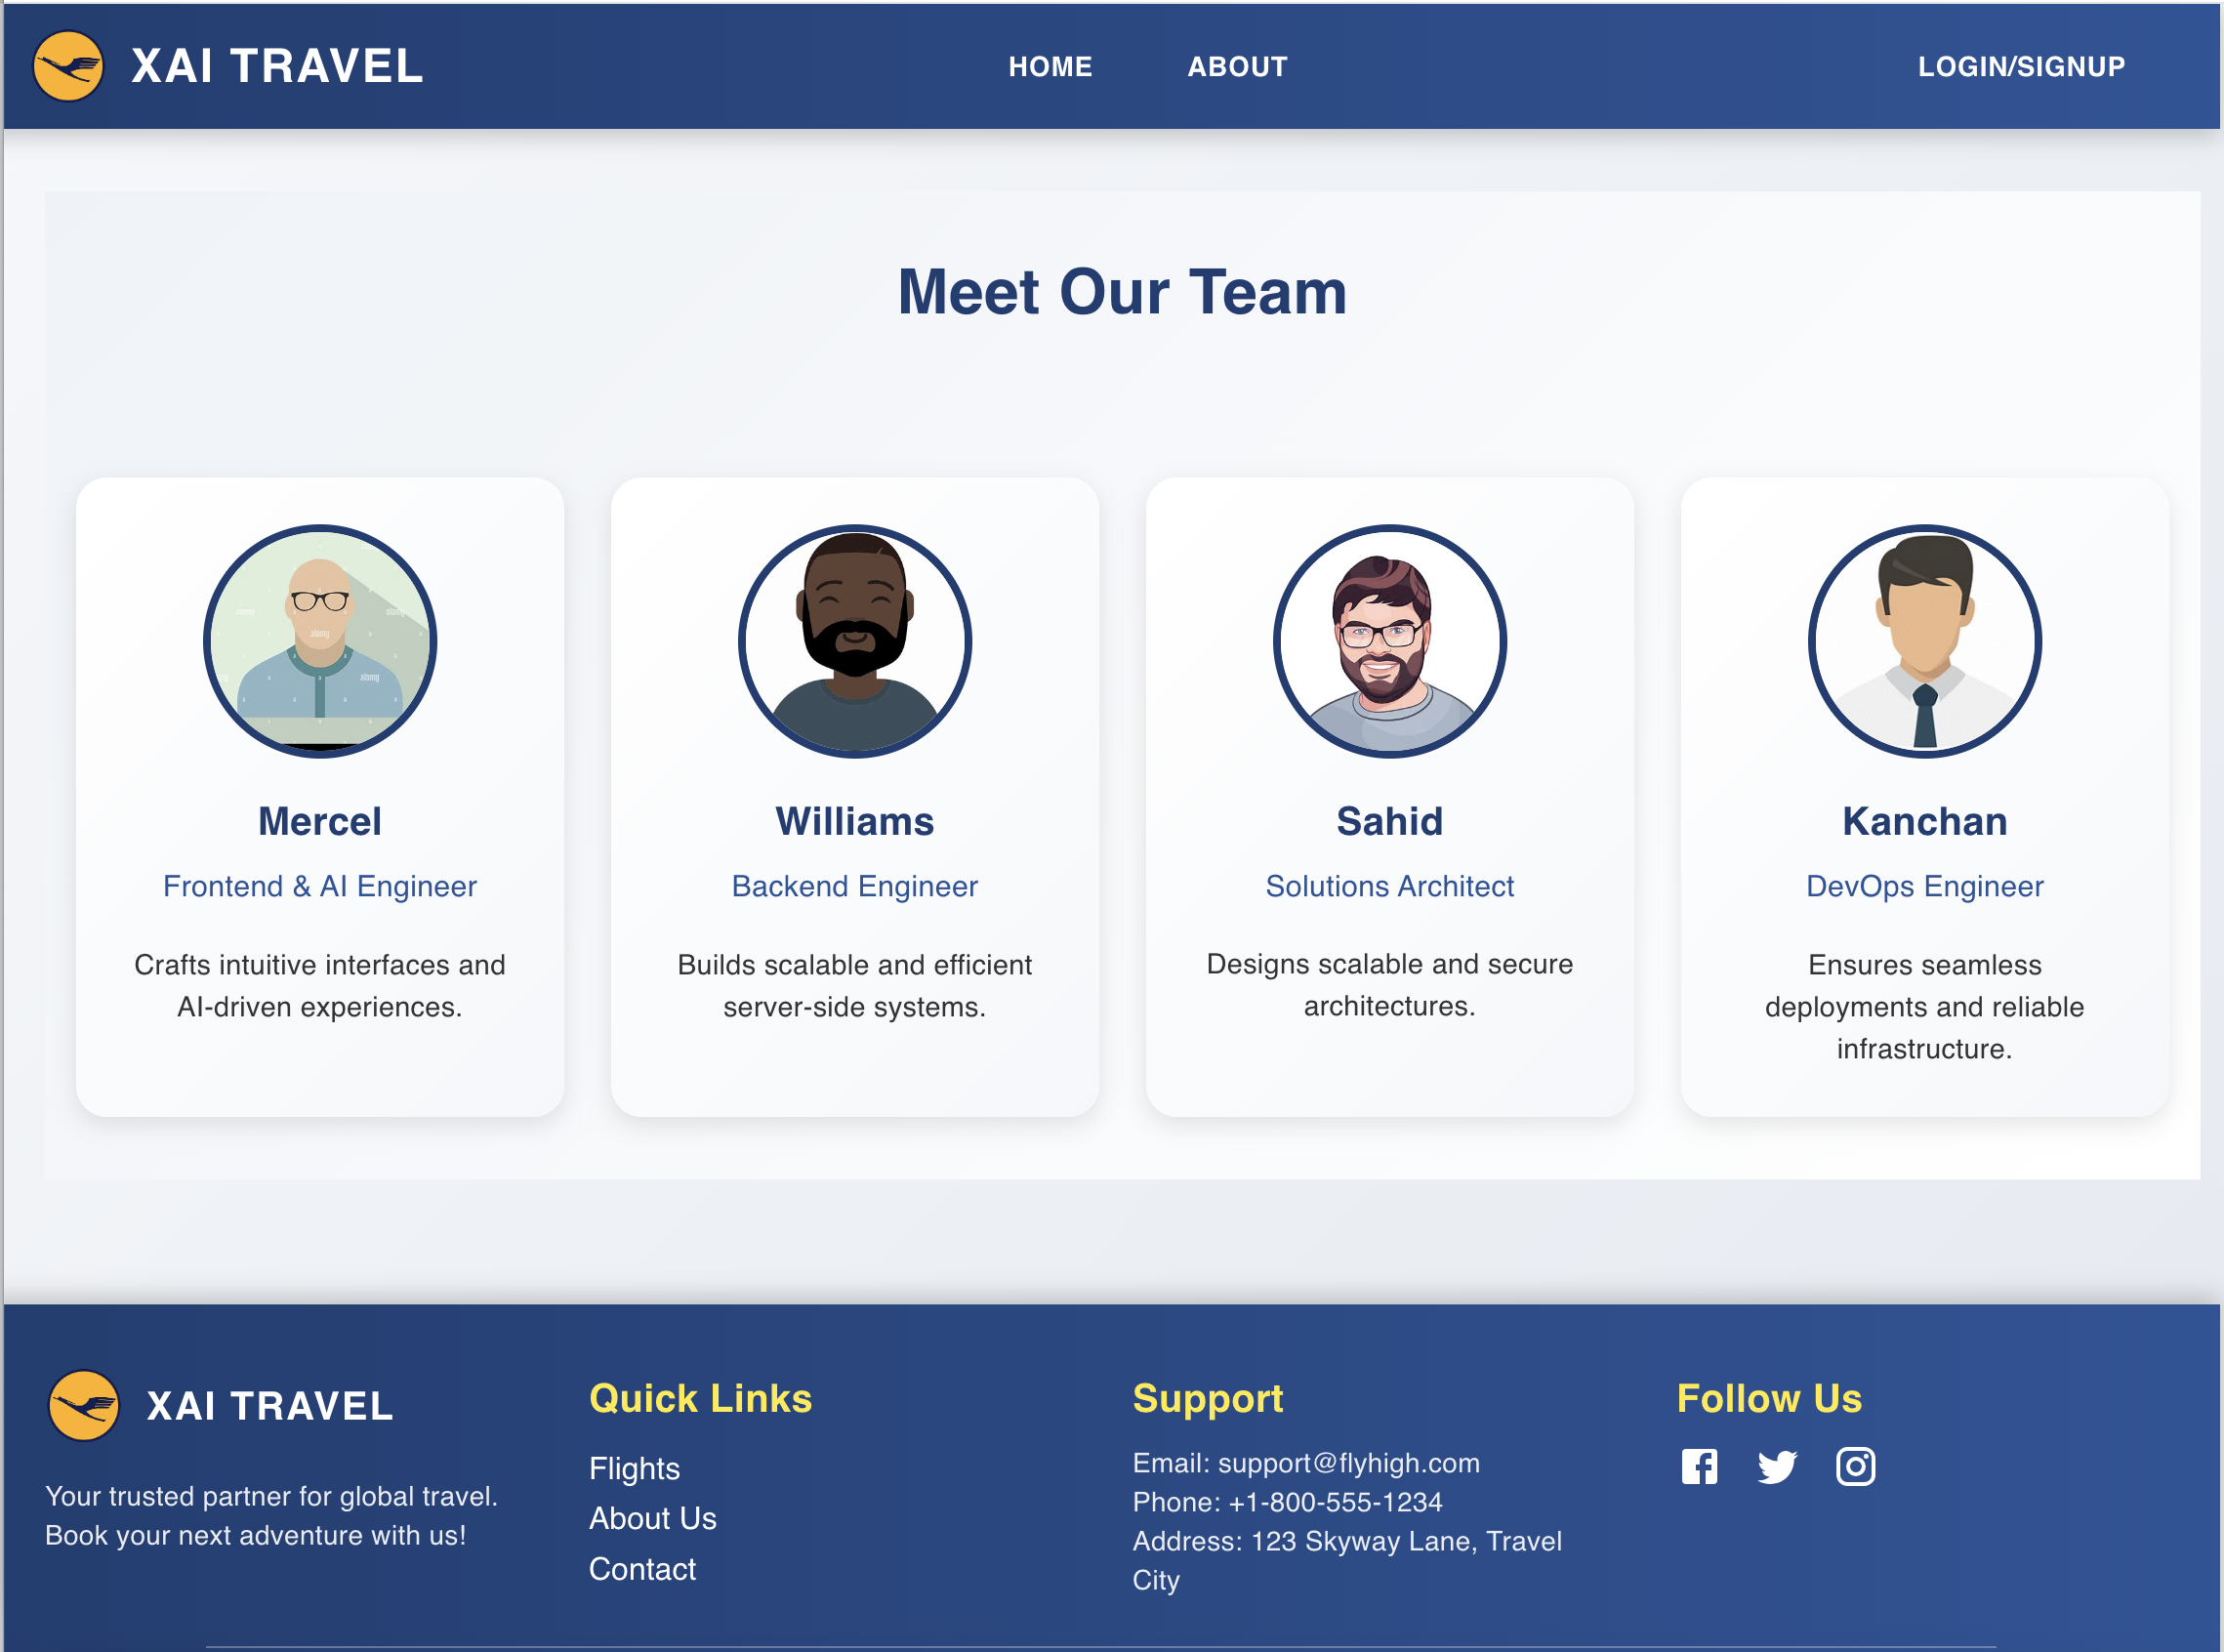 XAI TRAVEL
HOME
ABOUT
LOGIN/SIGNUP
Meet Our Team
alamy
alamy
alamy
alamy
Mercel
Frontend & AI Engineer
Crafts intuitive interfaces and
AI-driven experiences.
Williams
Backend Engineer
Builds scalable and efficient
server-side systems.
Sahid
Solutions Architect
Designs scalable and secure
architectures.
Kanchan
DevOps Engineer
Ensures seamless
deployments and reliable
infrastructure.
XAI TRAVEL
Your trusted partner for global travel.
Book your next adventure with us!
Quick Links
Flights
About Us
Contact
Support
Email: support@flyhigh.com
Phone: +1-800-555-1234
Address: 123 Skyway Lane, Travel
City
Follow Us